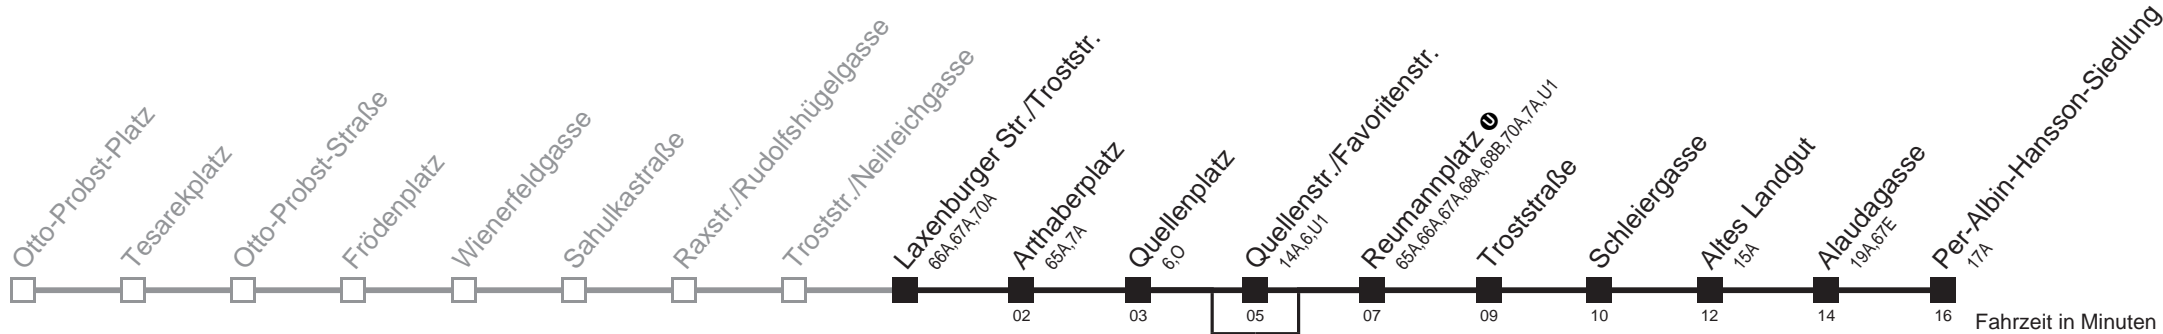 Otto-Probst-Platz
Tesarekplatz
Otto-Probst-Straße
Frödenplatz
Wienerfeldgasse
Sahulkastraße
Raxstr./Rudolfshügelgasse
Troststr./Neilreichgasse
Laxenburger Str./Troststr.
66A,67A,70A
Arthaberplatz
65A,7A
Quellenplatz
6,O
Quellenstr./Favoritenstr.
14A,6,U1
Reumannplatz U
65A,66A,67A,68A,68B,70A,7A,U1
Troststraße
Schleiergasse
Altes Landgut
15A
Alaudagasse
19A,67E
Per-Albin-Hansson-Siedlung
17A
02 03 05 07 09 10 12 14 16 Fahrzeit in Minuten